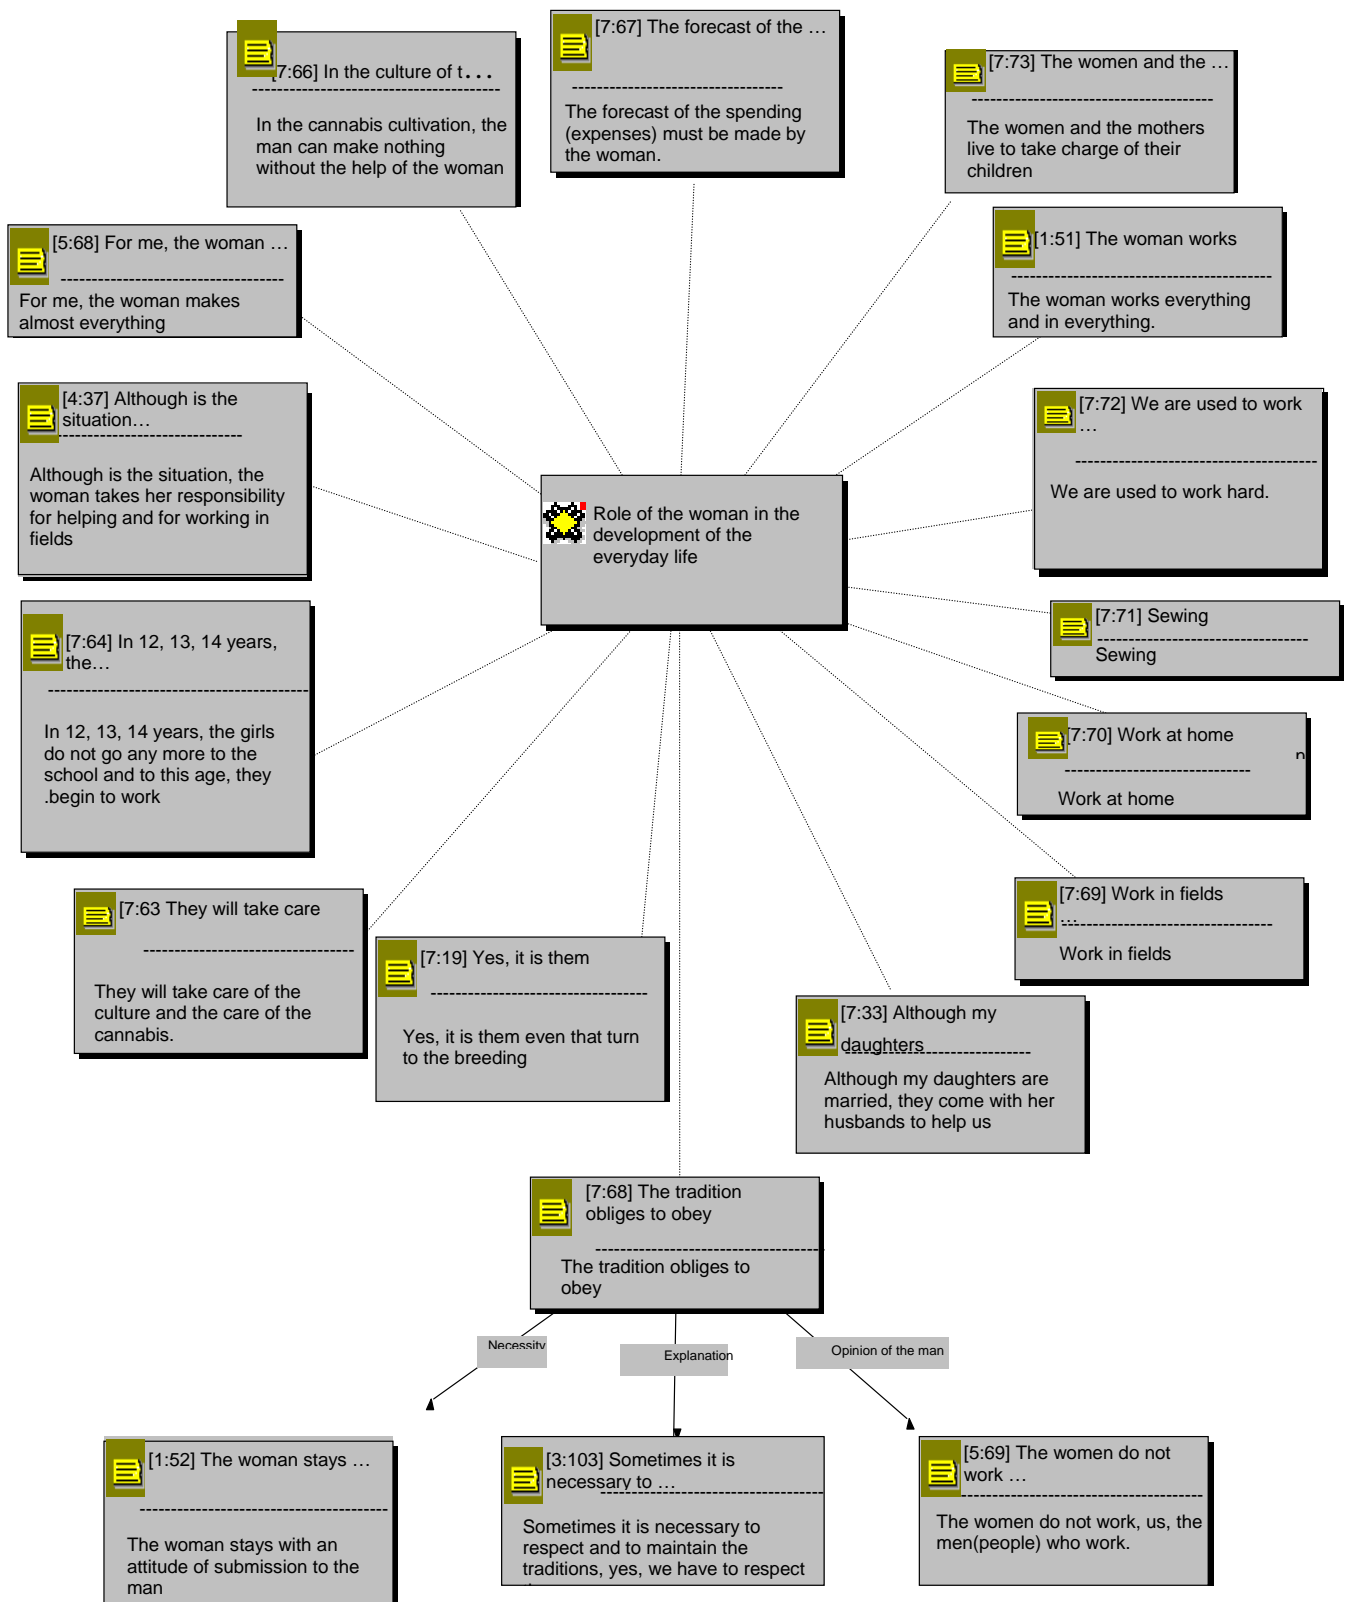 [7:66] In the culture of t...
--------------------------------------
In the cannabis cultivation, the
man can make nothing
without the help of the woman
[7:67] The forecast of the …
----------------------------------
The forecast of the spending
(expenses) must be made by
the woman.
[7:73] The women and the …
---------------------------------------
The women and the mothers
live to take charge of their
children
[5:68] For me, the woman …
------------------------------------
For me, the woman makes
almost everything
[1:51] The woman works
------------------------------------------
The woman works everything
and in everything.
[4:37] Although is the
situation…
------------------------------
Although is the situation, the
woman takes her responsibility
for helping and for working in
fields
[7:72] We are used to work
…
---------------------------------------
We are used to work hard.
Role of the woman in the
development of the
everyday life
[7:64] In 12, 13, 14 years,
the…
------------------------------------------
In 12, 13, 14 years, the girls
do not go any more to the
school and to this age, they
.begin to work
[7:71] Sewing
----------------------------------
Sewing
[7:70] Work at home
n
------------------------------
Work at home
[7:63 They will take care
----------------------------------
They will take care of the
culture and the care of the
cannabis.
[7:19] Yes, it is them
-----------------------------------
Yes, it is them even that turn
to the breeding
[7:69] Work in fields
…
----------------------------------
Work in fields
[7:33] Although my
daughters
------------------------------
Although my daughters are
married, they come with her
husbands to help us
[7:68] The tradition
obliges to obey
-------------------------------------
The tradition obliges to
obey
Necessity
Explanation
Opinion of the man
[1:52] The woman stays …
----------------------------------------
The woman stays with an
attitude of submission to the
man
[3:103] Sometimes it is
necessary to …
------------------------------------
Sometimes it is necessary to
respect and to maintain the
traditions, yes, we have to respect
[5:69] The women do not
work …
---------------------------------------
The women do not work, us, the
men(people) who work.